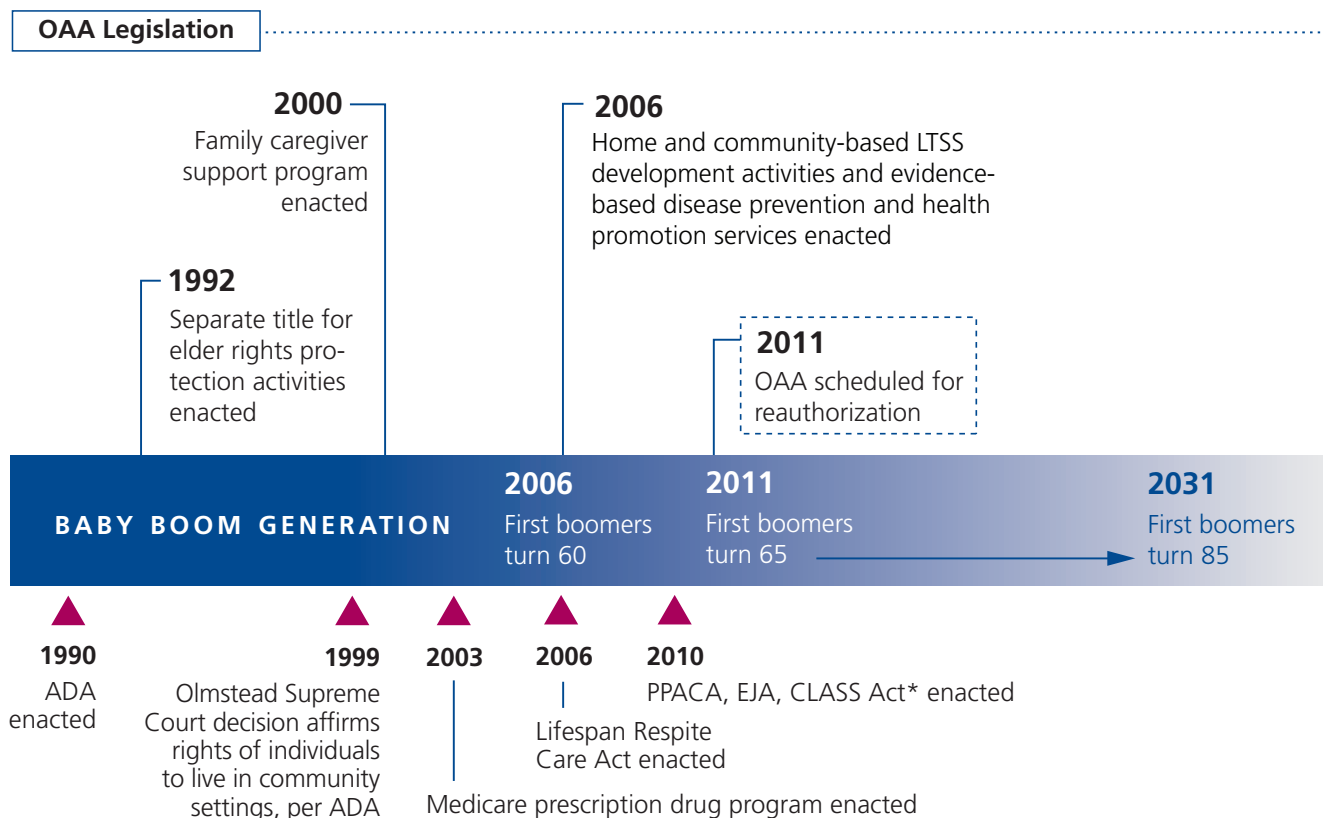 OAA Legislation
2000
Family caregiver
support program
enacted
2006
Home and community-based LTSS
development activities and evidence-
based disease prevention and health
promotion services enacted
1992
Separate title for
elder rights pro-
tection activities
enacted
2011
OAA scheduled for
reauthorization
BABY BOOM GENERATION
2006
First boomers
turn 60
2011
First boomers
turn 65
2031
First boomers
turn 85
1990
ADA
enacted
1999
Olmstead Supreme
Court decision affirms
rights of individuals
to live in community
settings, per ADA
2003
Medicare prescription drug program enacted
2006
Lifespan Respite
Care Act enacted
2010
PPACA, EJA, CLASS Act* enacted